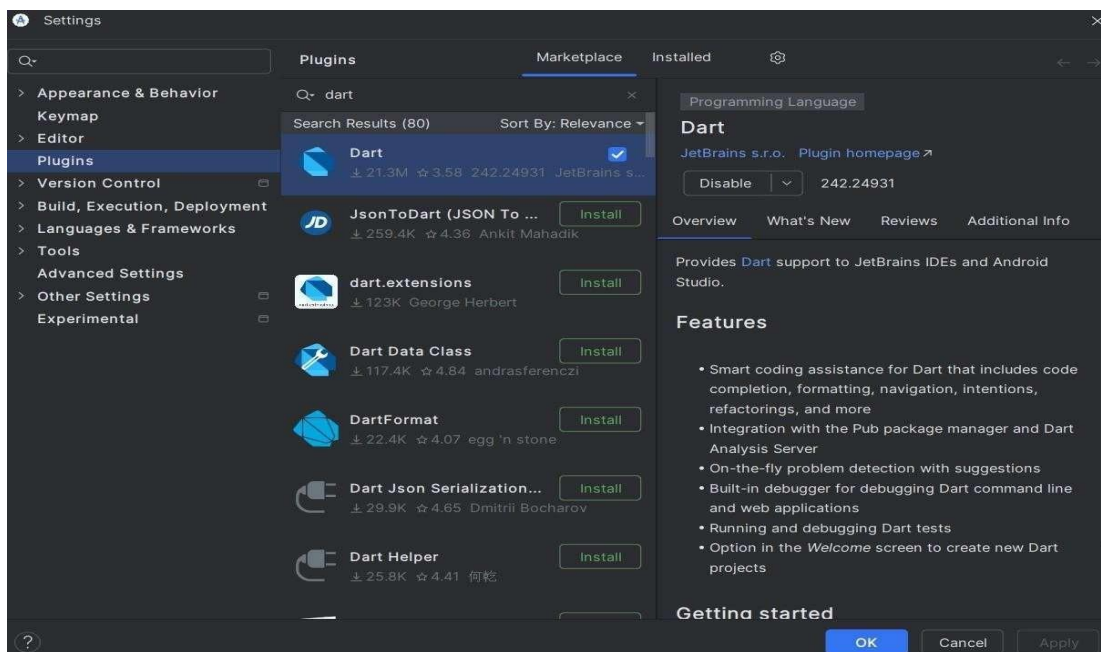 Settings
Appearance & Behavior
Keymap
Editor
Plugins
Version Control
Build, Execution, Deployment
Languages & Frameworks
Tools
Advanced Settings
Other Settings
Experimental
Plugins
Marketplace
Installed
dart
Search Results (80) Sort By: Relevance
Dart
21.3M 3.58 242.24931 JetBrains s...
JsonToDart (JSON To ... Install
259.4K 4.36 Ankit Mahadik
dart.extensions Install
123K George Herbert
Dart Data Class Install
117.4K 4.84 andrasferenczi
DartFormat Install
22.4K 4.07 egg 'n stone
Dart Json Serialization... Install
29.9K 4.65 Dmitrii Bocharov
Dart Helper Install
25.8K 4.41 何乾
Programming Language
Dart
JetBrains s.r.o. Plugin homepage
Disable 242.24931
Overview What's New Reviews Additional Info
Provides Dart support to JetBrains IDEs and Android
Studio.
Features
• Smart coding assistance for Dart that includes code
completion, formatting, navigation, intentions,
refactorings, and more
• Integration with the Pub package manager and Dart
Analysis Server
• On-the-fly problem detection with suggestions
• Built-in debugger for debugging Dart command line
and web applications
• Running and debugging Dart tests
• Option in the Welcome screen to create new Dart
projects
Getting started
? OK Cancel Apply